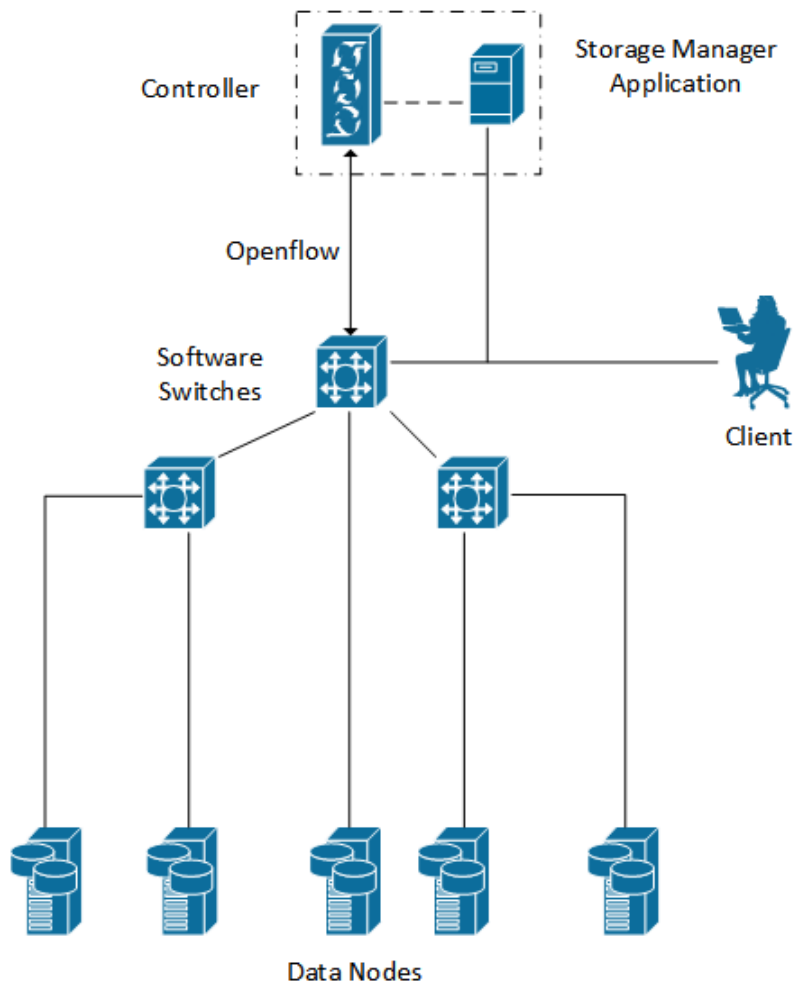 Storage Manager
Application
Controller
Openflow
Software
Switches
Client
Data Nodes